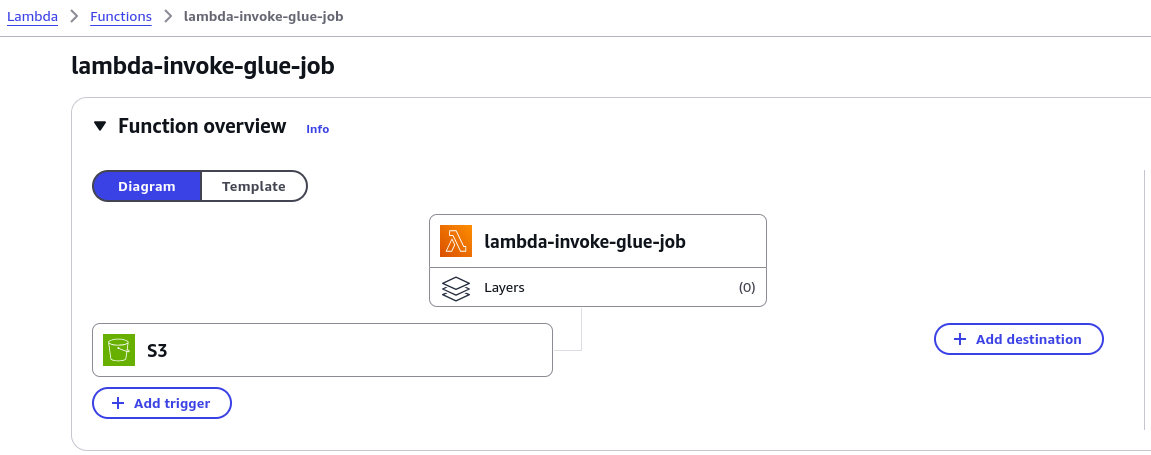 Lambda > Functions > lambda-invoke-glue-job
lambda-invoke-glue-job
Function overview Info
Diagram Template
lambda-invoke-glue-job
Layers (0)
S3
+ Add destination
+ Add trigger